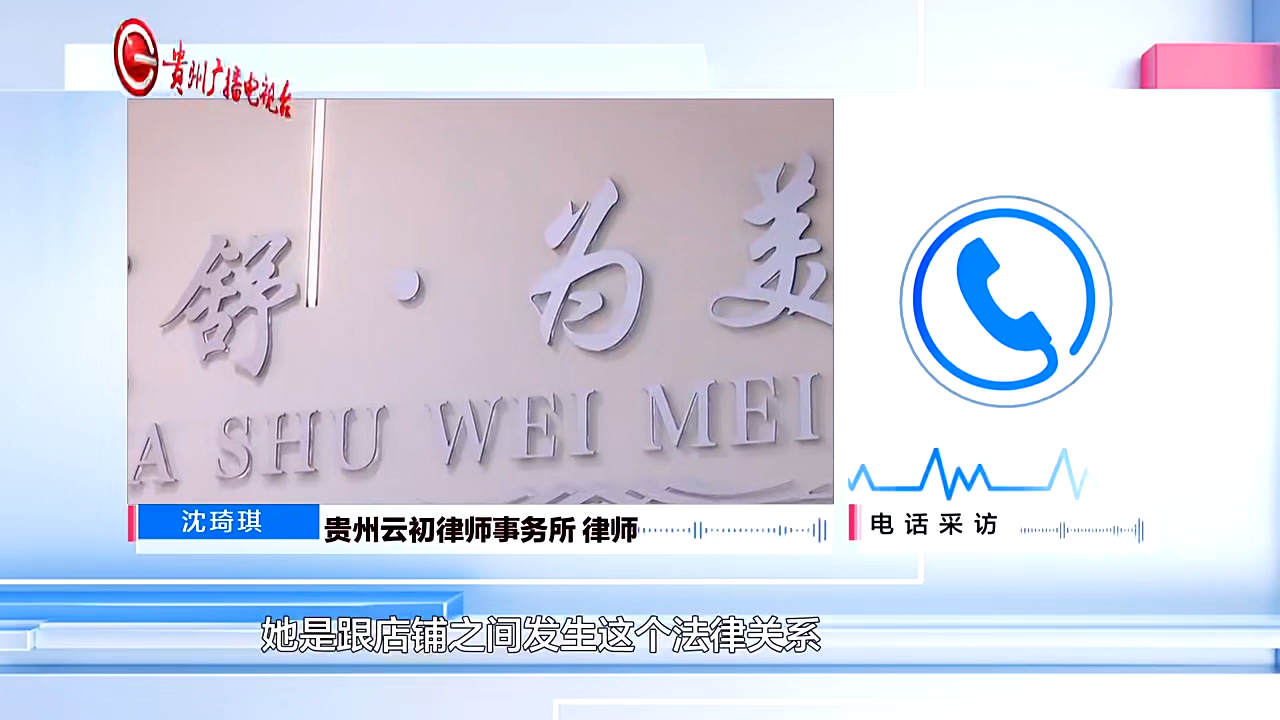 贵州广播电视台
舒·为美
A SHU WEI MEI
沈琦琪
贵州云初律师事务所 律师
电话采访
她是跟店铺之间发生这个法律关系